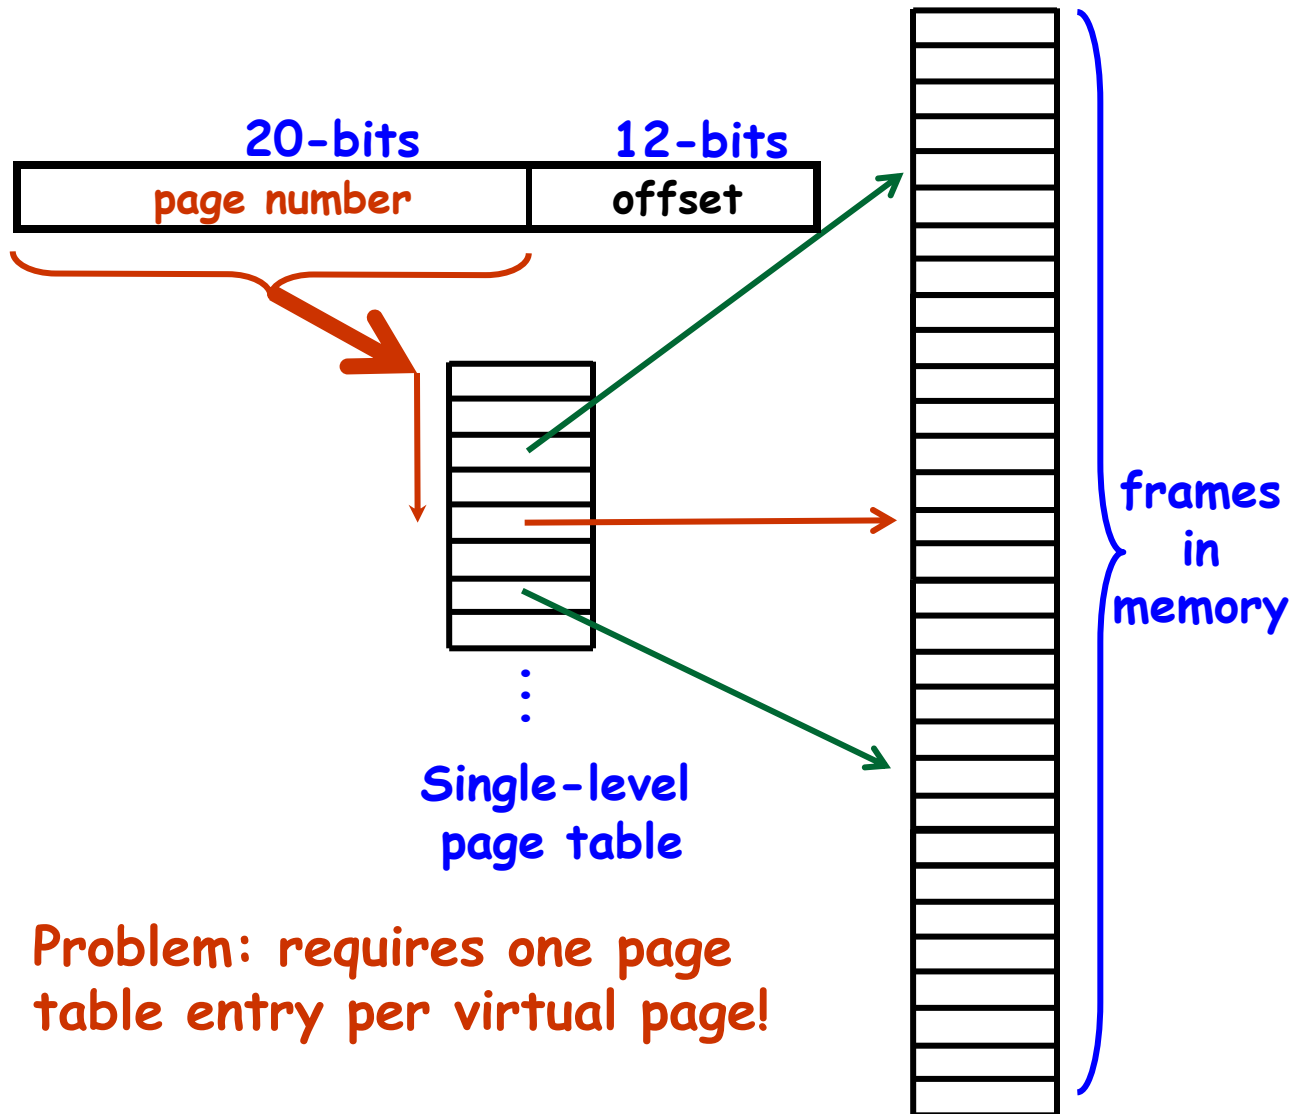 20-bits
12-bits
page number
offset
frames
in
memory
Single-level
page table
Problem: requires one page
table entry per virtual page!